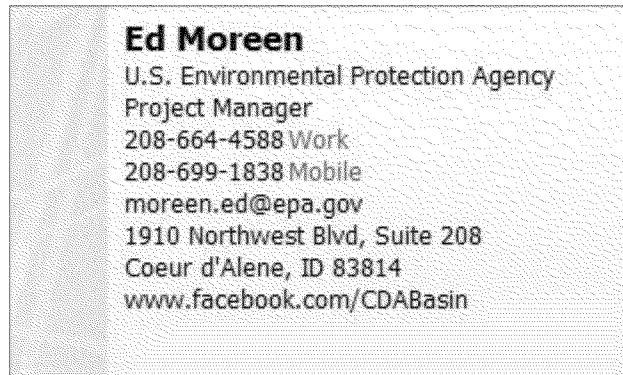 Ed Moreen
U.S. Environmental Protection Agency
Project Manager
208-664-4588 Work
208-699-1838 Mobile
moreen.ed@epa.gov
1910 Northwest Blvd, Suite 208
Coeur d'Alene, ID 83814
www.facebook.com/CDABasin